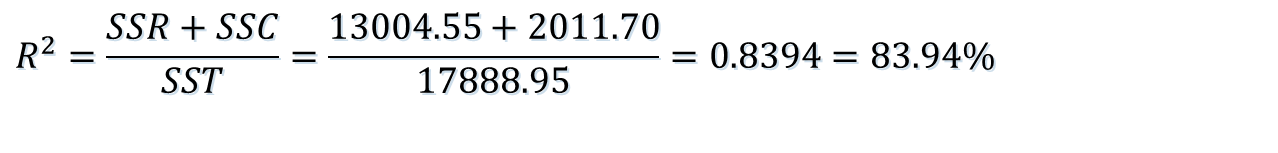 R² = (SSR + SSC) / SST = (13004.55 + 2011.70) / 17888.95 = 0.8394 = 83.94%